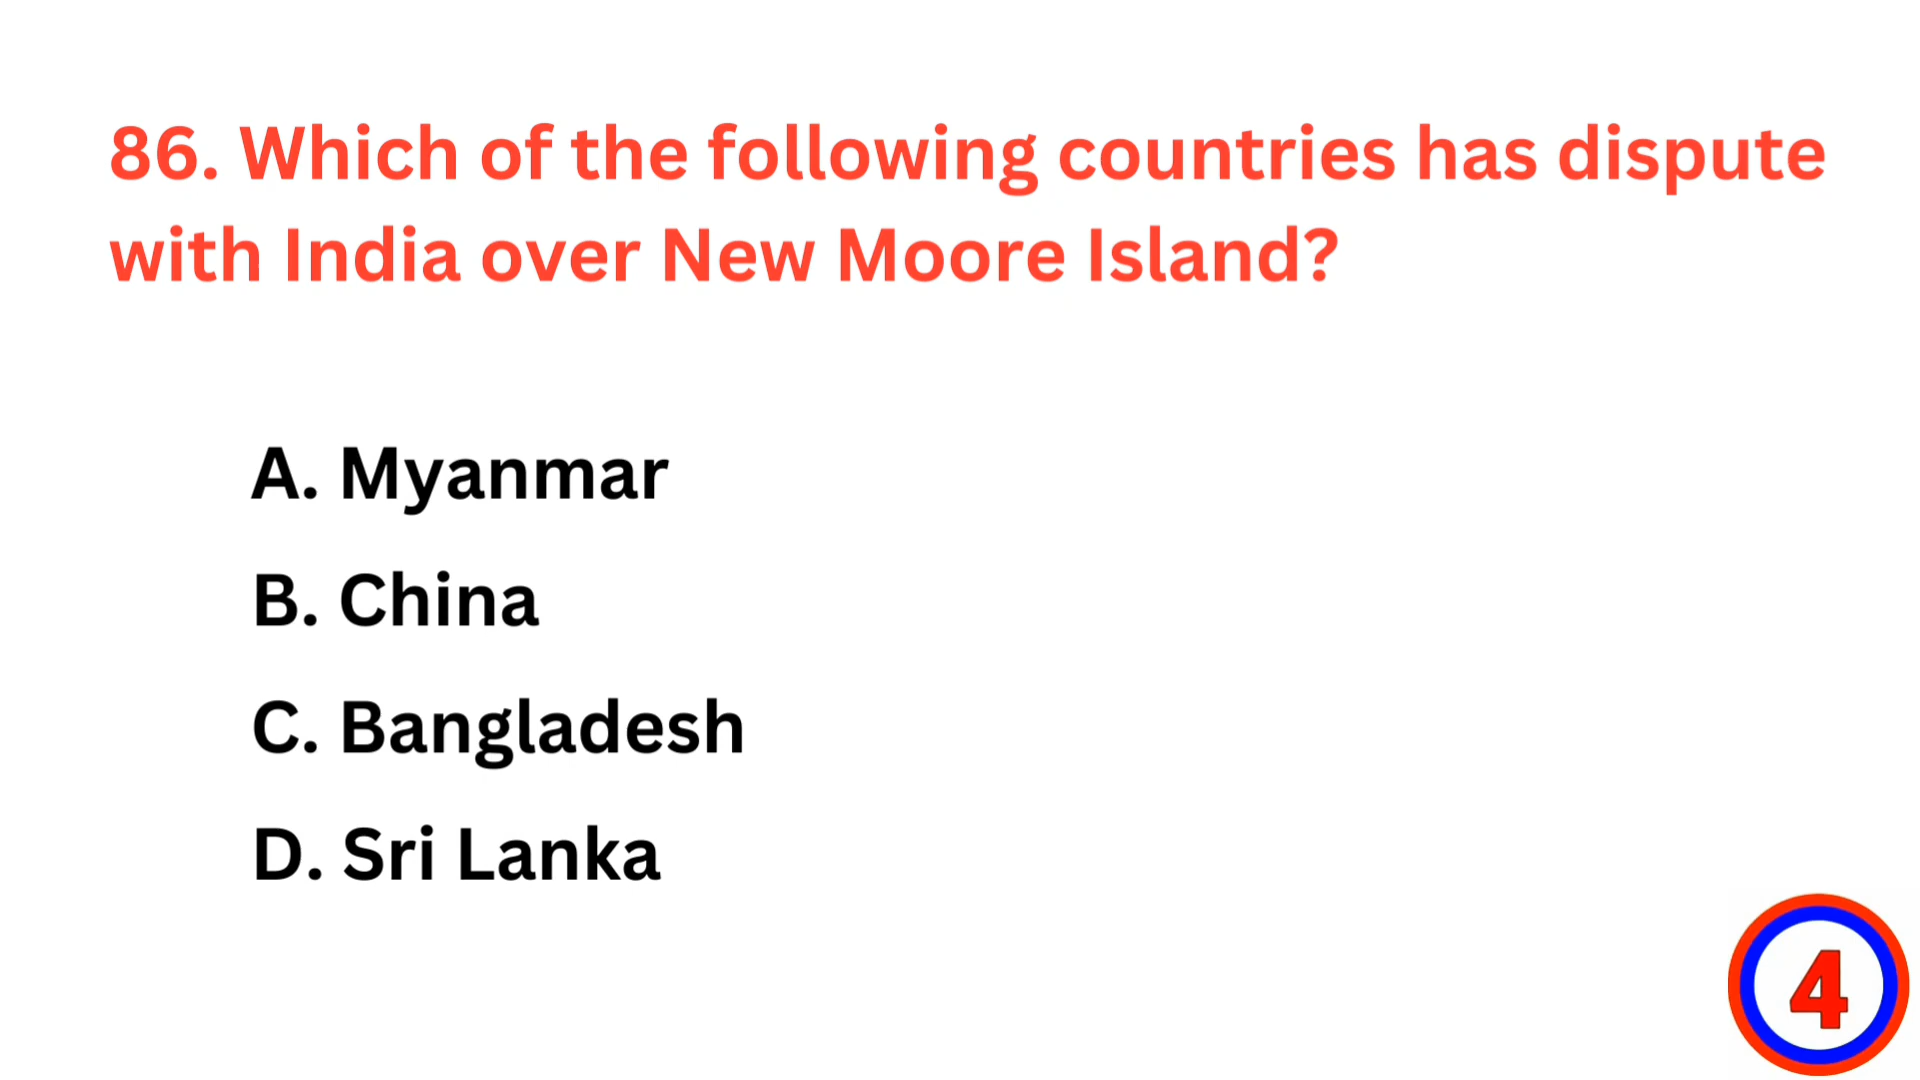 86. Which of the following countries has dispute
with India over New Moore Island?
A. Myanmar
B. China
C. Bangladesh
D. Sri Lanka
4